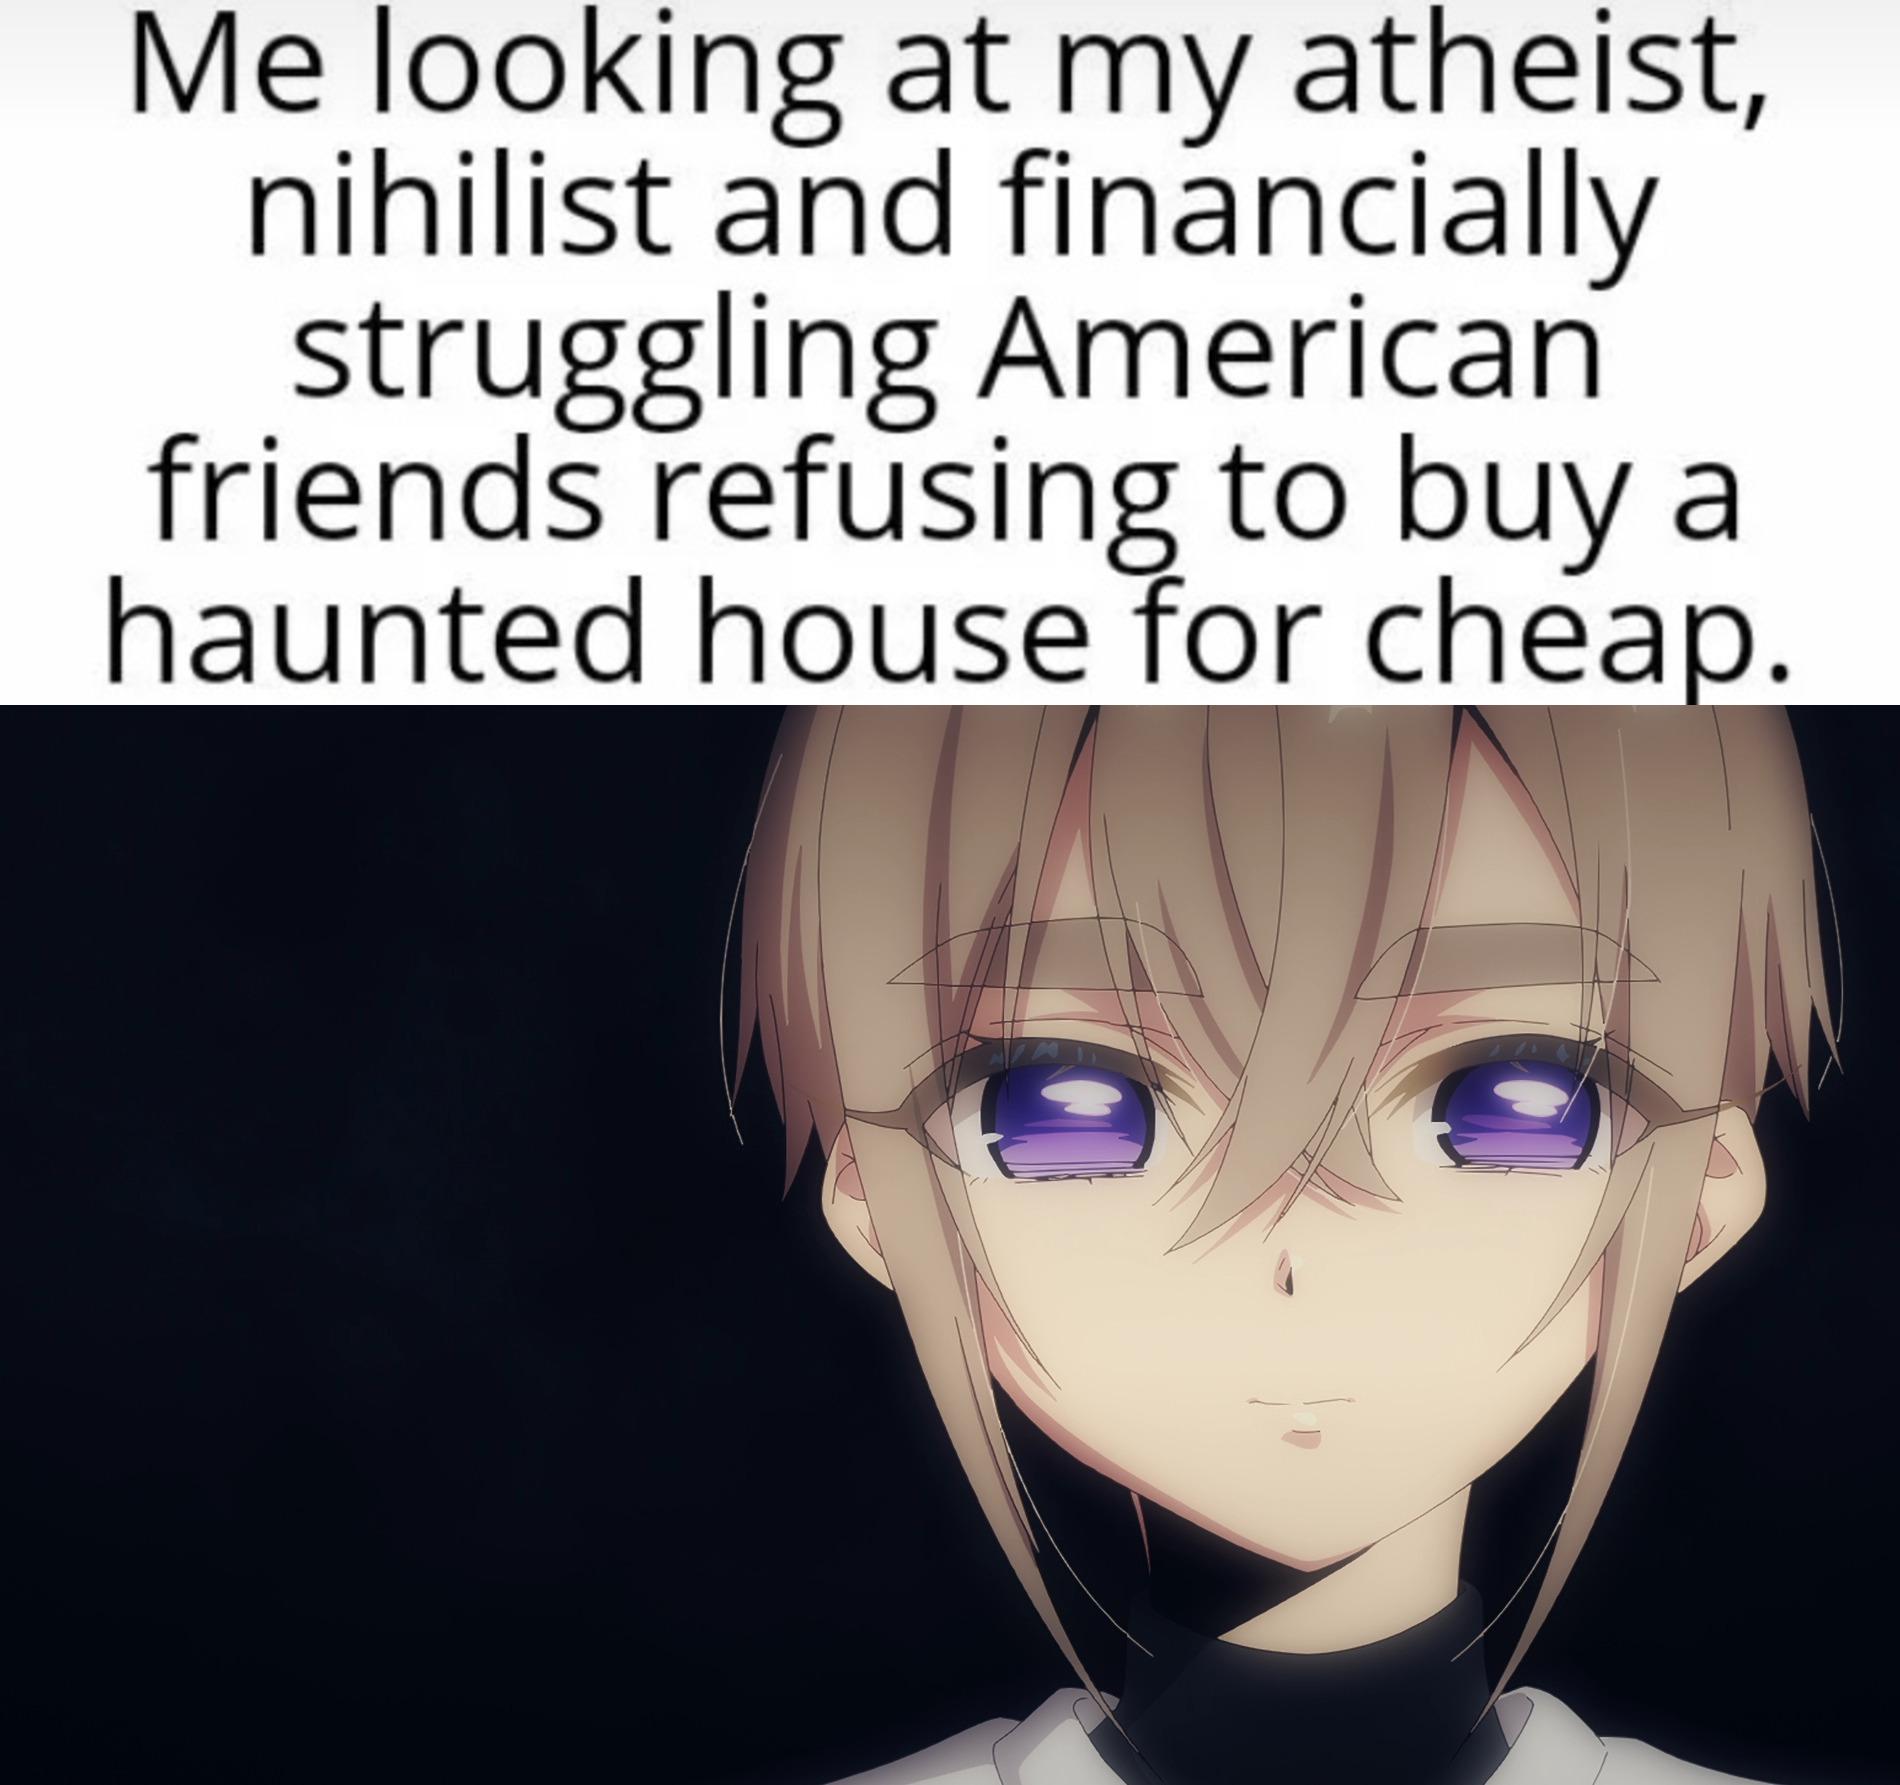 Me looking at my atheist,
nihilist and financially
struggling American
friends refusing to buy a
haunted house for cheap.